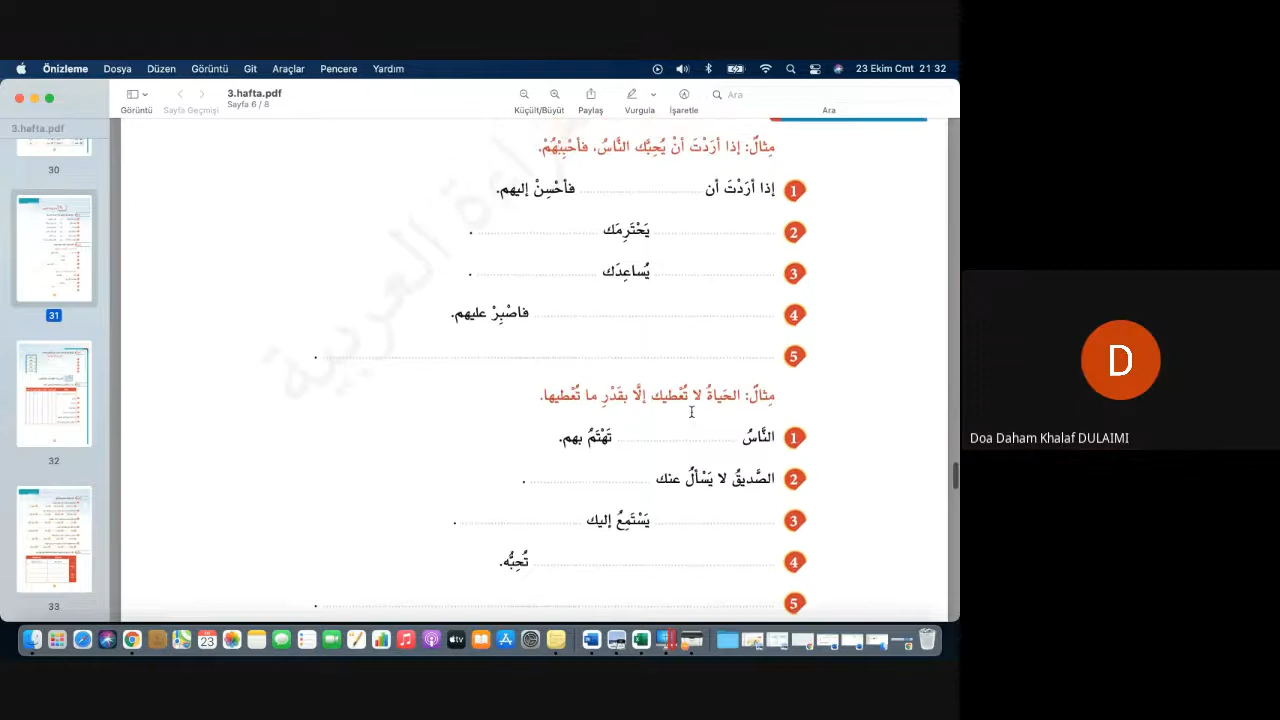 Önizleme Dosya Düzen Görüntü Git Araçlar Pencere Yardım 23 Ekim Cmt 21 32
3.hafta.pdf
Sayfa 6 / 8
Ara
Görüntü Sayfa Geçmişi Küçült/Büyüt Paylaş Vurgula İşaretle Ara
3.hafta.pdf
30
31
32
33
مِثالٌ: إذا أرَدْتَ أنْ يُحِبَّك النَّاسُ، فأحْبِبْهُمْ.
1 إذا أرَدْتَ أن .......... فأحْسِنْ إليهم.
2 .......... يَحْتَرِمَك .......... .
3 .......... يُساعِدَك .......... .
4 .......... فاصْبِرْ عليهم.
5 .......... .
مِثالٌ: الحَياةُ لا تُعْطيك إلَّا بقَدْرِ ما تُعْطيها.
1 النَّاسُ .......... تَهْتَمُ بهم.
2 الصَّديقُ لا يَسْألُ عنك .......... .
3 .......... يَسْتَمِعُ إليك .......... .
4 .......... تُحِبُّه.
5 .......... .
العربية
D
Doa Daham Khalaf DULAIMI